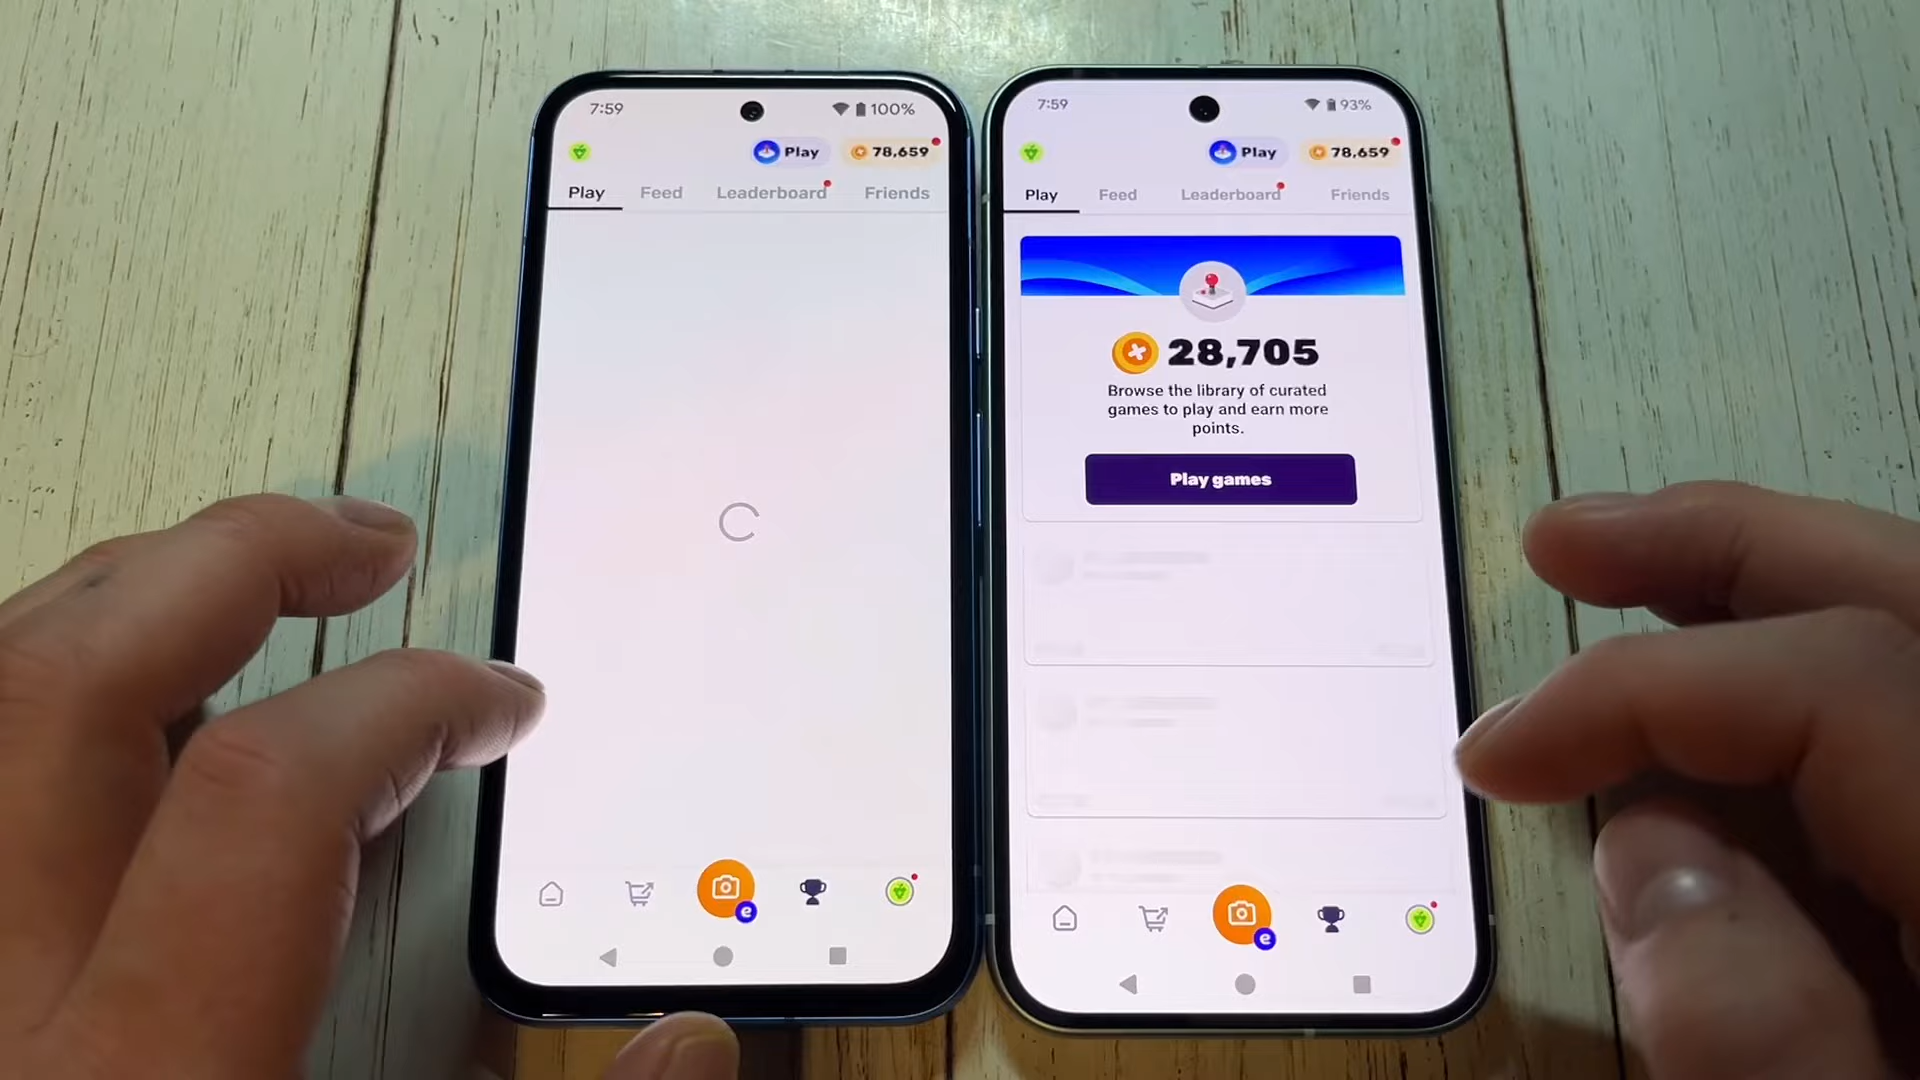 7:59
100%
Play
78,659
Play
Feed
Leaderboard
Friends
e
7:59
93%
Play
78,659
Play
Feed
Leaderboard
Friends
28,705
Browse the library of curated
games to play and earn more
points.
Play games
e